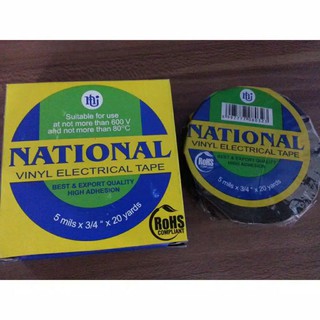 Suitable for use
at not more than 600 V
and not more than 80°C
NATIONAL
VINYL ELECTRICAL TAPE
BEST & EXPORT QUALITY
HIGH ADHESION
5 mils x 3/4" x 20 yards
RoHS
COMPLIANT
NATIONAL
VINYL ELECTRICAL TAPE
BEST & EXPORT QUALITY
HIGH ADHESION
RoHS
5 mils x 3/4" x 20 yards